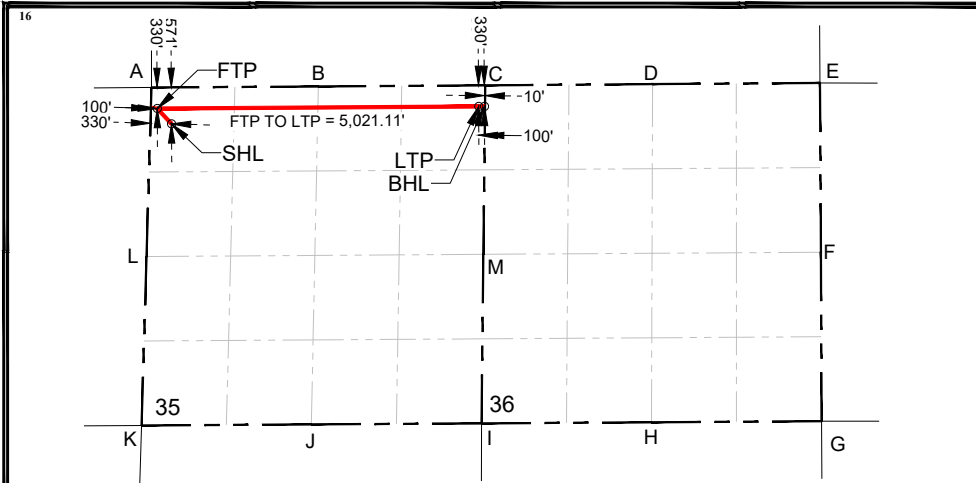 16
330'
571'
330'
A
FTP
B
C
D
E
100'
10'
330'
FTP TO LTP = 5,021.11'
100'
SHL
LTP
BHL
L
M
F
35
36
K
J
I
H
G